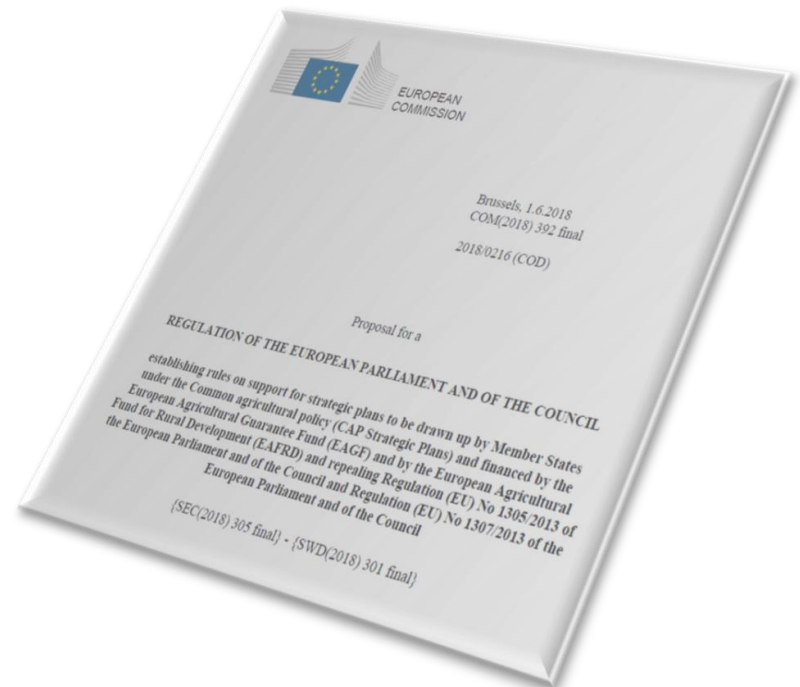 EUROPEAN
COMMISSION
Brussels, 1.6.2018
COM(2018) 392 final
2018/0216 (COD)
Proposal for a
REGULATION OF THE EUROPEAN PARLIAMENT AND OF THE COUNCIL
establishing rules on support for strategic plans to be drawn up by Member States
under the Common agricultural policy (CAP Strategic Plans) and financed by the
European Agricultural Guarantee Fund (EAGF) and by the European Agricultural
Fund for Rural Development (EAFRD) and repealing Regulation (EU) No 1305/2013 of
the European Parliament and of the Council and Regulation (EU) No 1307/2013 of the
European Parliament and of the Council
{SEC(2018) 305 final} - {SWD(2018) 301 final}